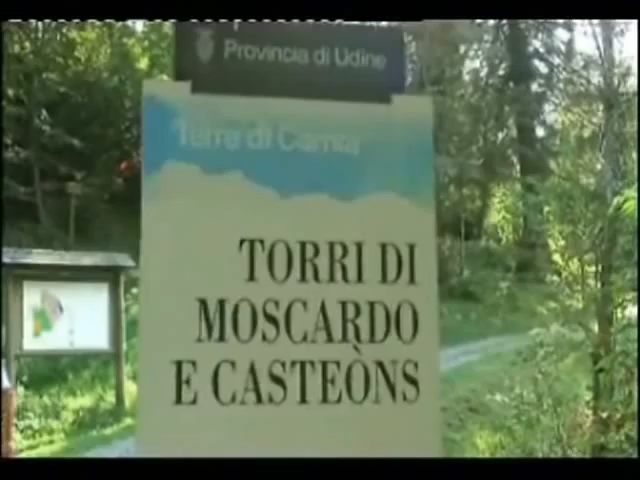 Provincia di Udine
Terre di Carnia
TORRI DI
MOSCARDO
E CASTEÒNS